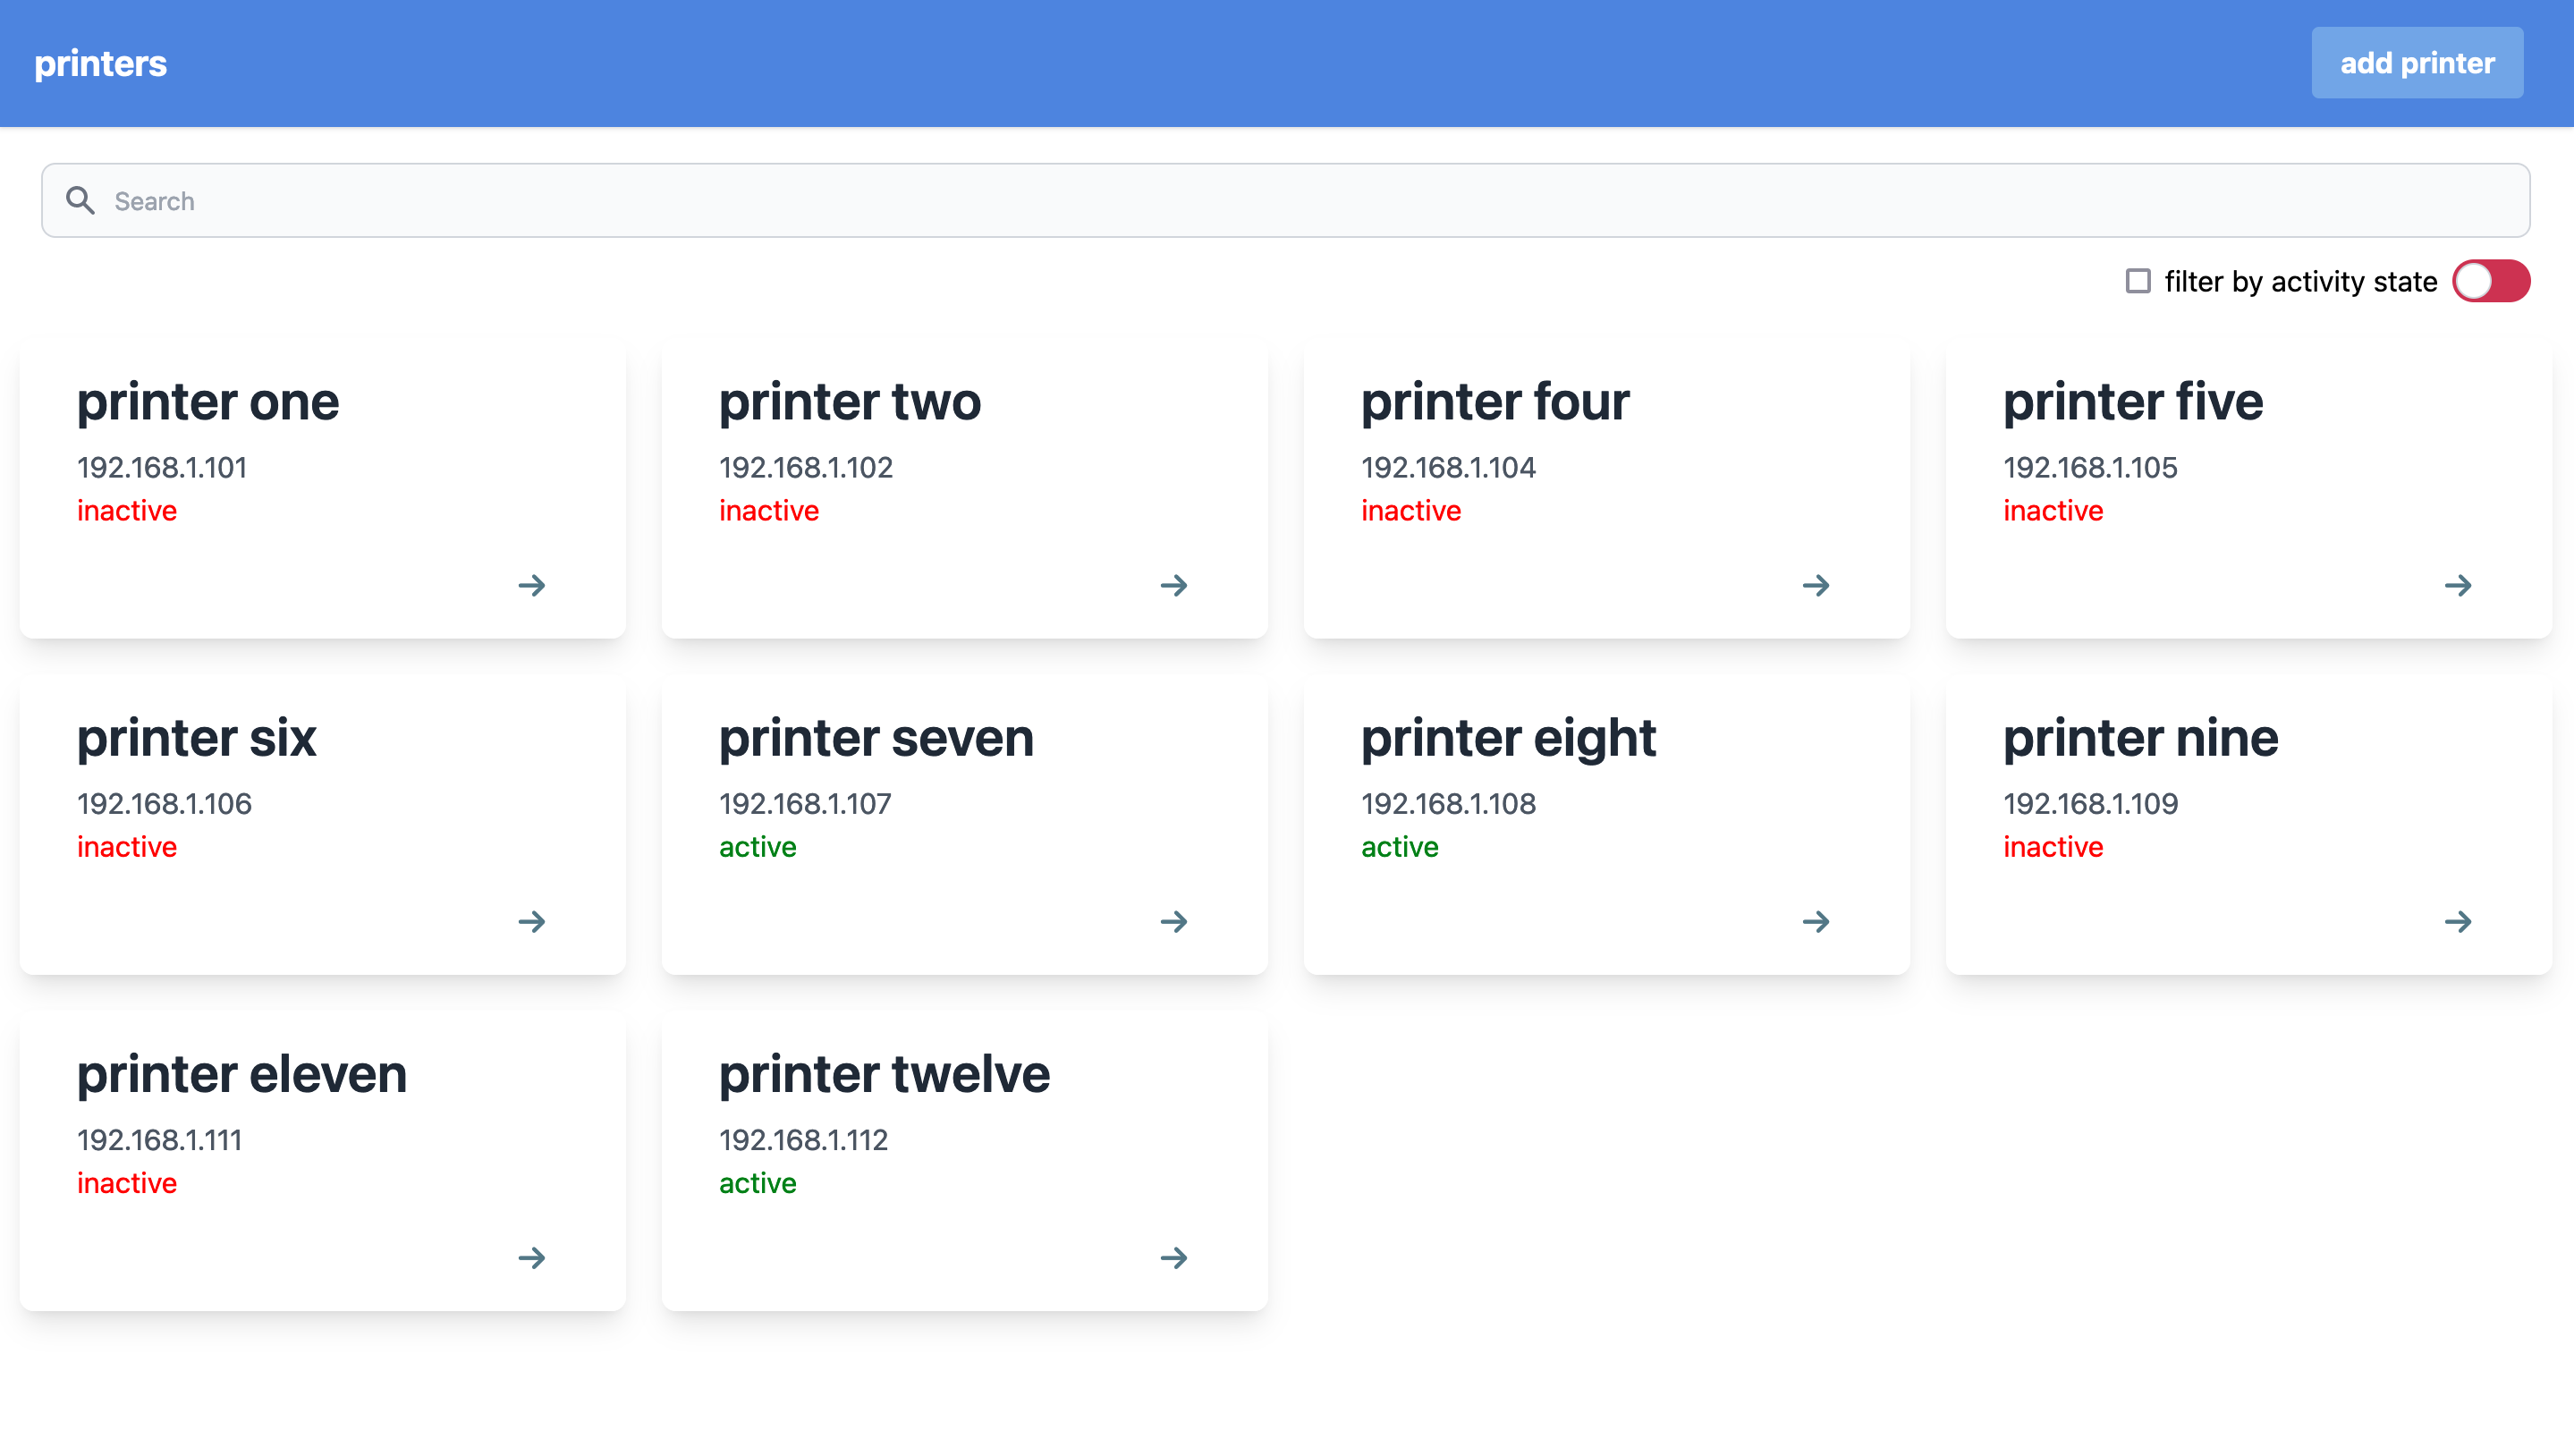 printers
add printer
Search
filter by activity state
printer one
192.168.1.101
inactive
printer two
192.168.1.102
inactive
printer four
192.168.1.104
inactive
printer five
192.168.1.105
inactive
printer six
192.168.1.106
inactive
printer seven
192.168.1.107
active
printer eight
192.168.1.108
active
printer nine
192.168.1.109
inactive
printer eleven
192.168.1.111
inactive
printer twelve
192.168.1.112
active